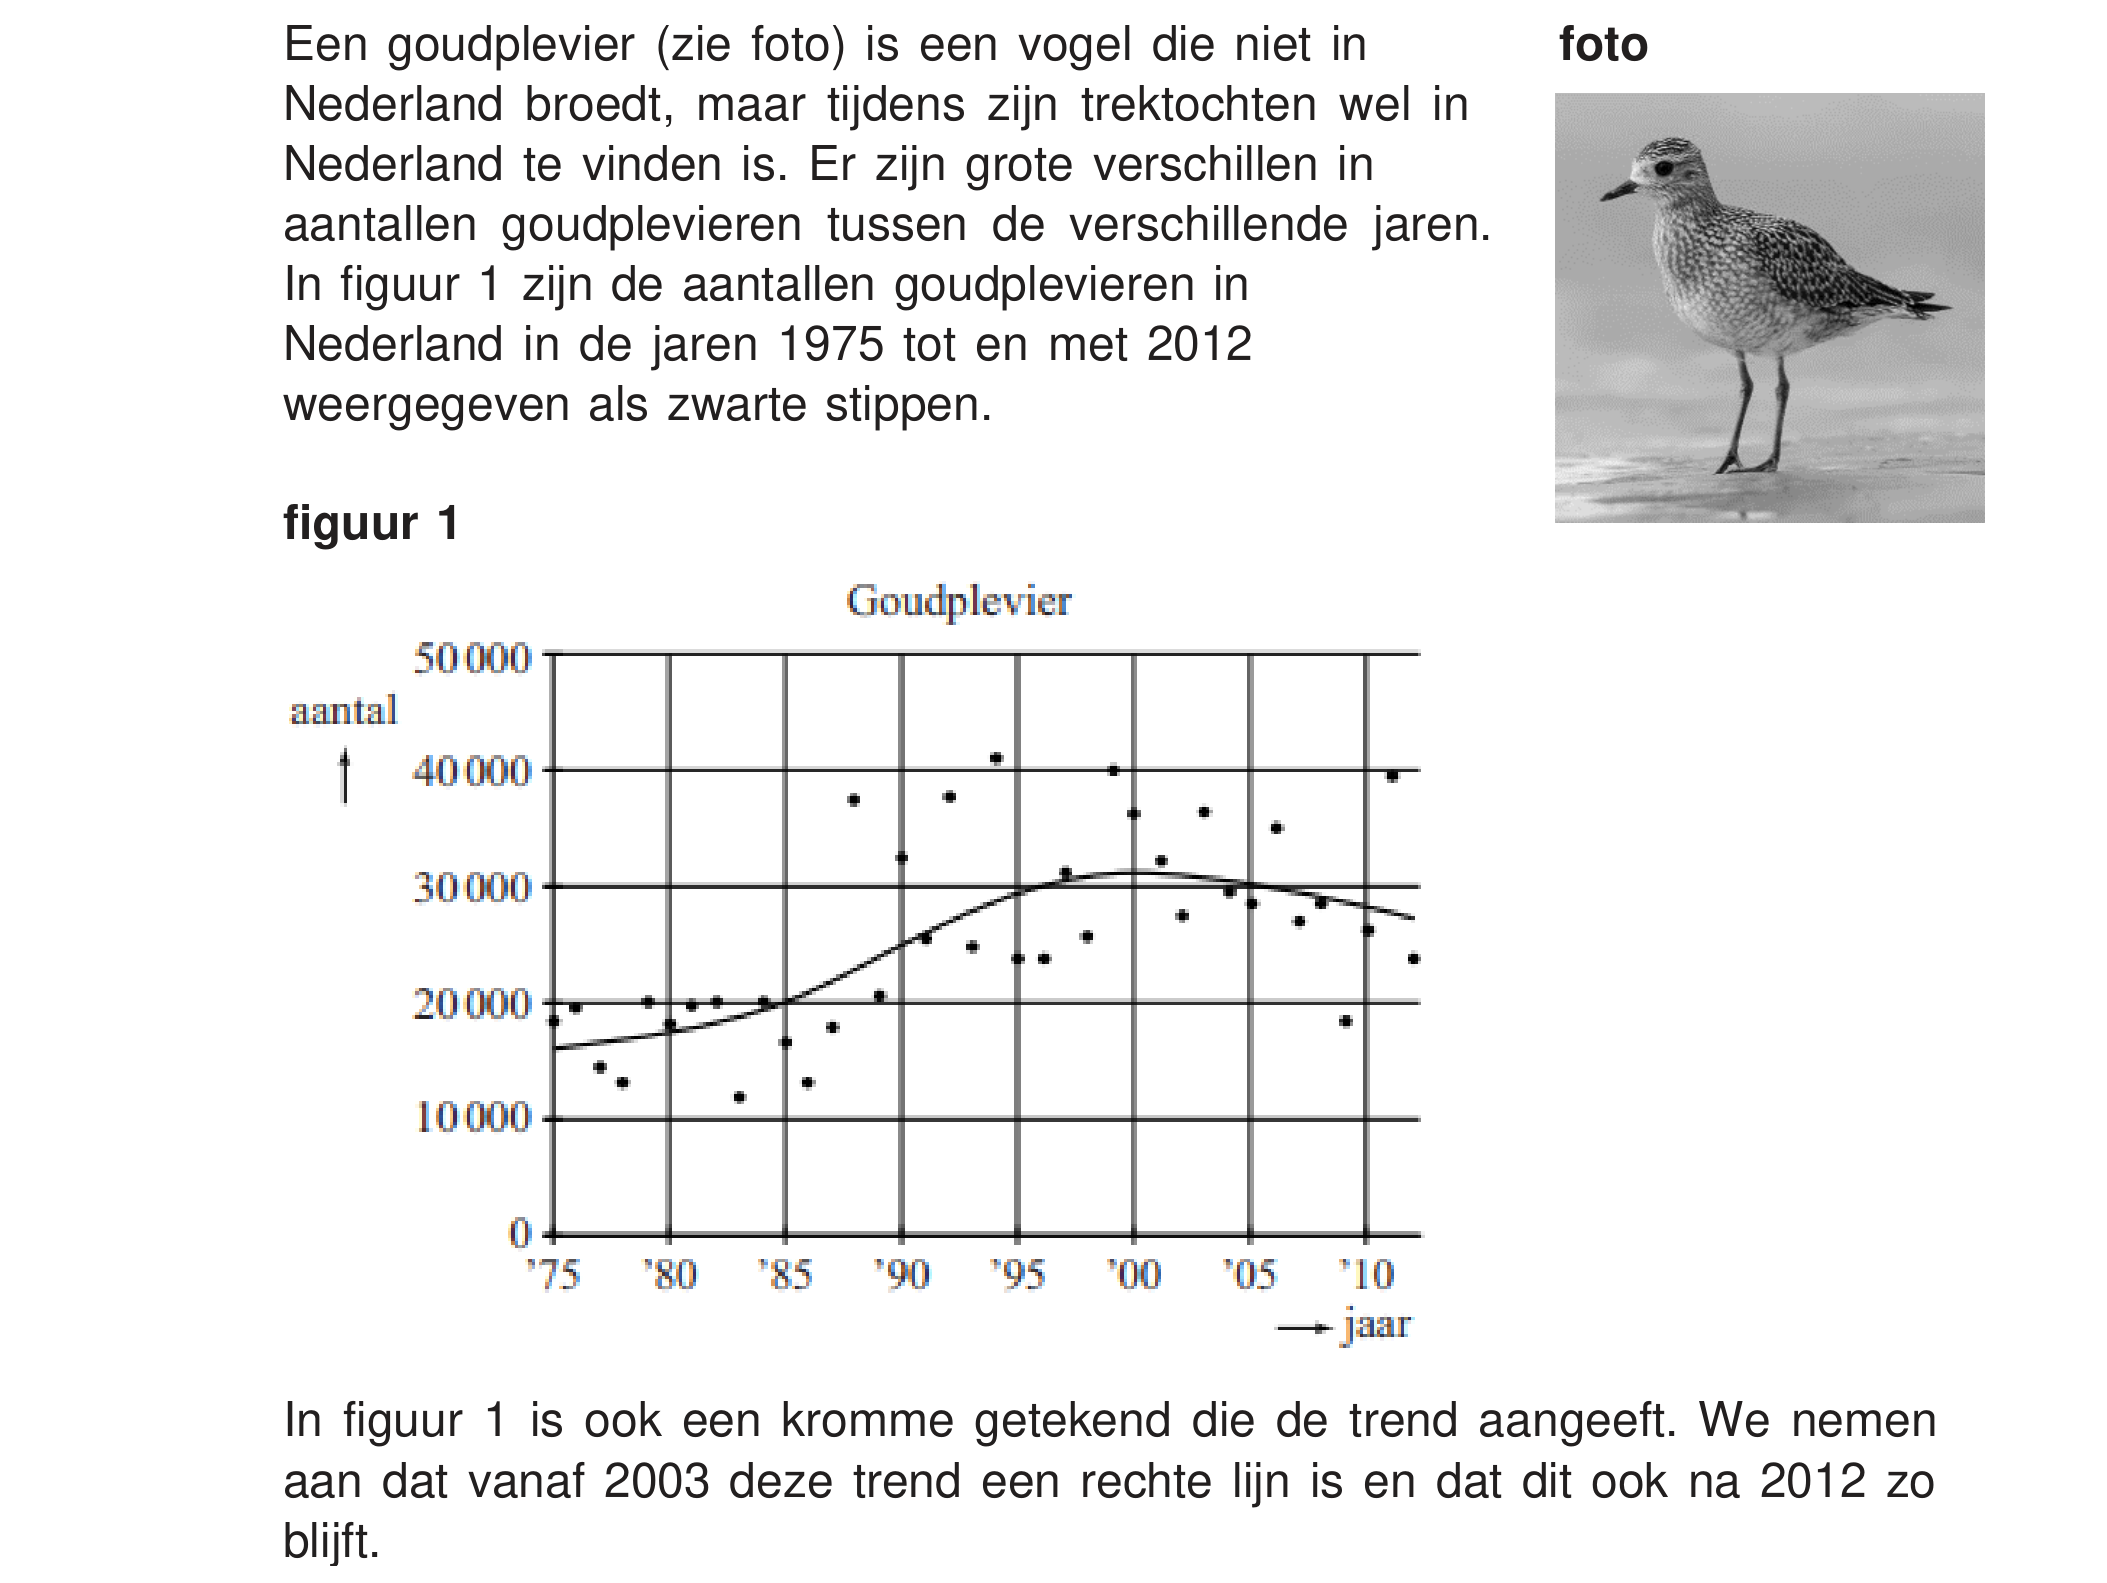 Een goudplevier (zie foto) is een vogel die niet in
Nederland broedt, maar tijdens zijn trektochten wel in
Nederland te vinden is. Er zijn grote verschillen in
aantallen goudplevieren tussen de verschillende jaren.
In figuur 1 zijn de aantallen goudplevieren in
Nederland in de jaren 1975 tot en met 2012
weergegeven als zwarte stippen.
foto
figuur 1
Goudplevier
50 000
aantal
40 000
30 000
20 000
10 000
0
'75 '80 '85 '90 '95 '00 '05 '10
jaar
In figuur 1 is ook een kromme getekend die de trend aangeeft. We nemen
aan dat vanaf 2003 deze trend een rechte lijn is en dat dit ook na 2012 zo
blijft.